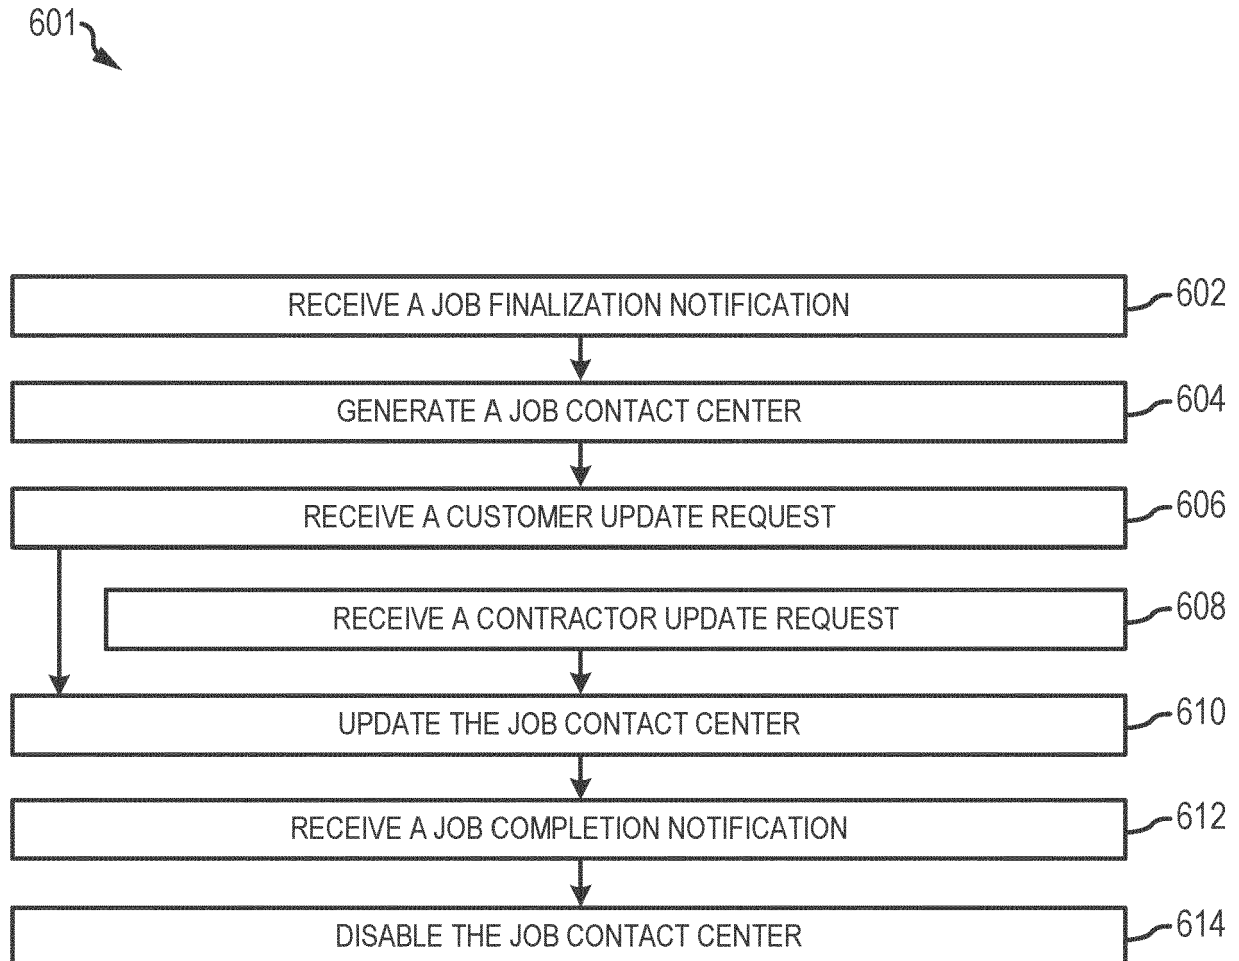 601
RECEIVE A JOB FINALIZATION NOTIFICATION 602
GENERATE A JOB CONTACT CENTER 604
RECEIVE A CUSTOMER UPDATE REQUEST 606
RECEIVE A CONTRACTOR UPDATE REQUEST 608
UPDATE THE JOB CONTACT CENTER 610
RECEIVE A JOB COMPLETION NOTIFICATION 612
DISABLE THE JOB CONTACT CENTER 614